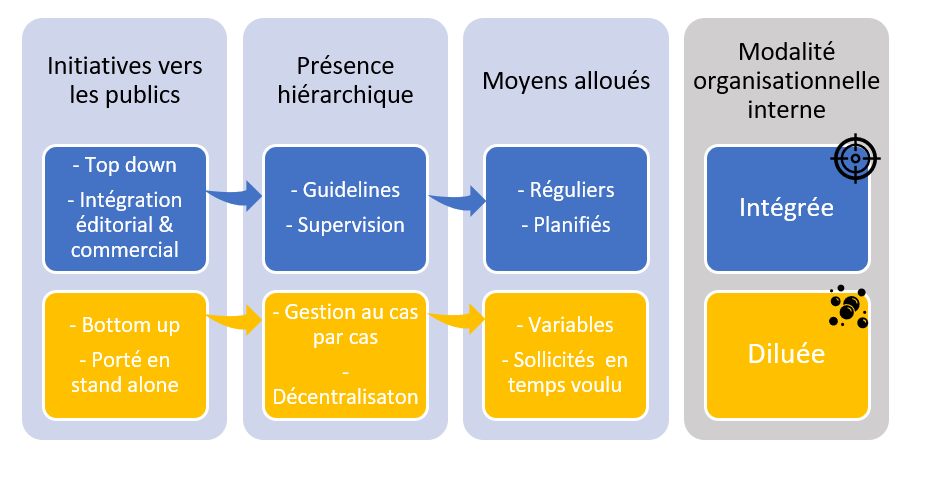 Initiatives vers
les publics
Présence
hiérarchique
Moyens alloués
Modalité
organisationnelle
interne
- Top down
- Intégration
éditorial &
commercial
- Guidelines
- Supervision
- Réguliers
- Planifiés
Intégrée
- Bottom up
- Porté en
stand alone
- Gestion au cas
par cas
-
Décentralisaton
- Variables
- Sollicités en
temps voulu
Diluée